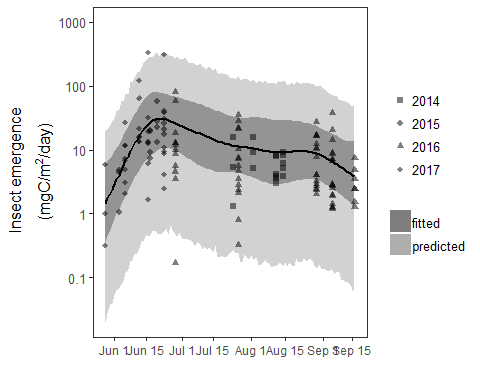 Insect emergence
(mgC/m²/day)
1000
100
10
1
0.1
Jun 1
Jun 15
Jul 1
Jul 15
Aug 1
Aug 15
Sep 1
Sep 15
2014
2015
2016
2017
fitted
predicted